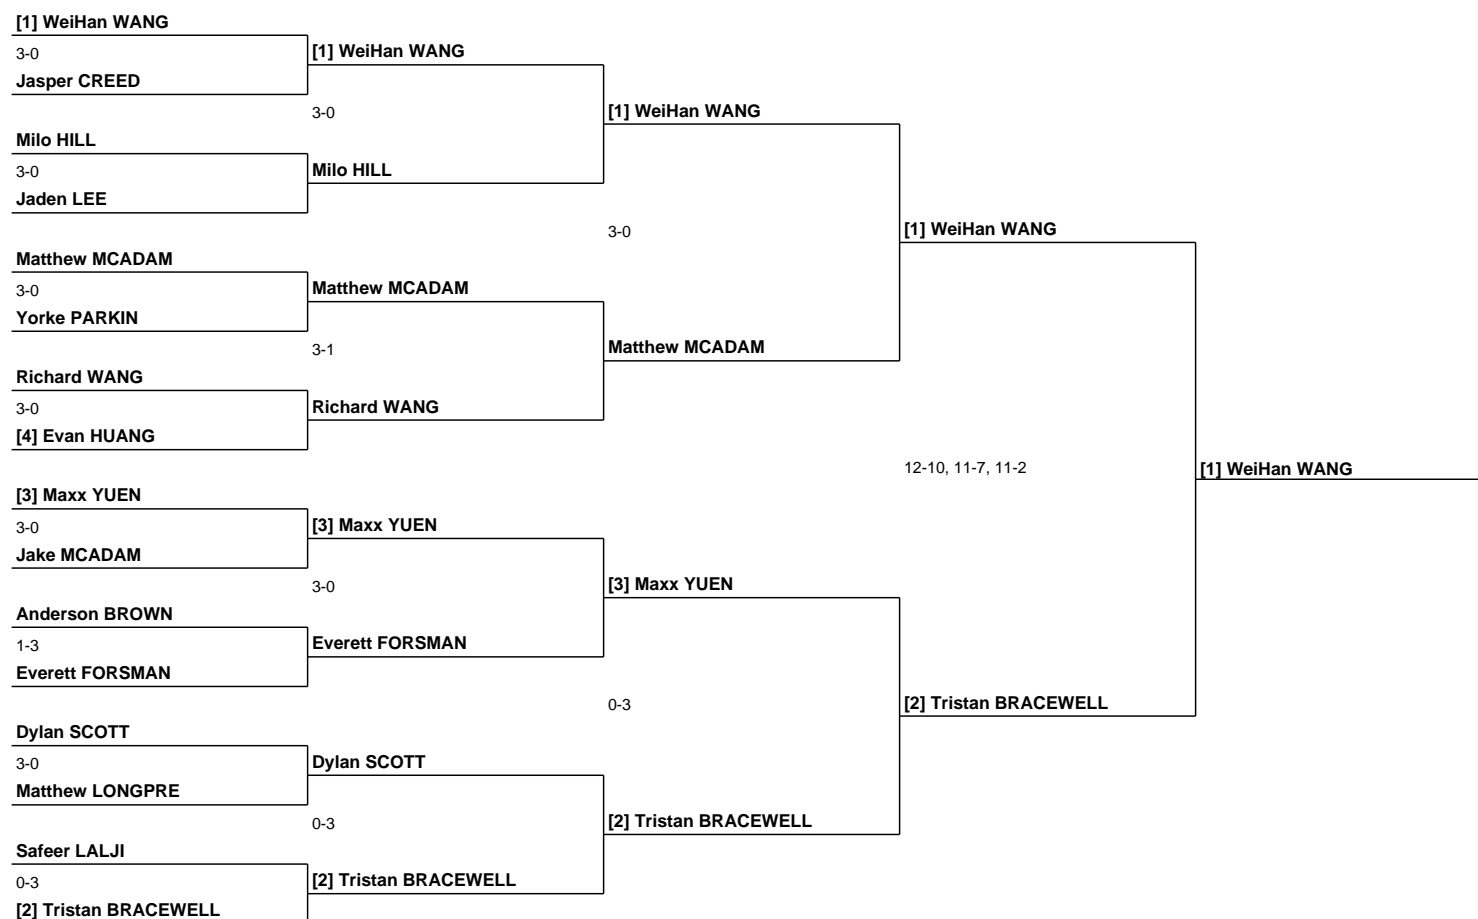 [1] WeiHan WANG
3-0
Jasper CREED
Milo HILL
3-0
Jaden LEE
Matthew MCADAM
3-0
Yorke PARKIN
Richard WANG
3-0
[4] Evan HUANG
[3] Maxx YUEN
3-0
Jake MCADAM
Anderson BROWN
1-3
Everett FORSMAN
Dylan SCOTT
3-0
Matthew LONGPRE
Safeer LALJI
0-3
[2] Tristan BRACEWELL
[1] WeiHan WANG
3-0
Milo HILL
Matthew MCADAM
3-1
Richard WANG
[3] Maxx YUEN
3-0
Everett FORSMAN
Dylan SCOTT
0-3
[2] Tristan BRACEWELL
[1] WeiHan WANG
3-0
Matthew MCADAM
[3] Maxx YUEN
0-3
[2] Tristan BRACEWELL
[1] WeiHan WANG
12-10, 11-7, 11-2
[2] Tristan BRACEWELL
[1] WeiHan WANG